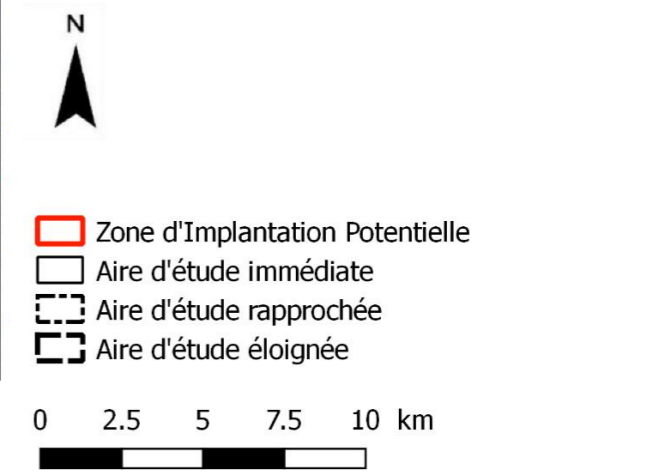 N
Zone d'Implantation Potentielle
Aire d'étude immédiate
Aire d'étude rapprochée
Aire d'étude éloignée
0 2.5 5 7.5 10 km